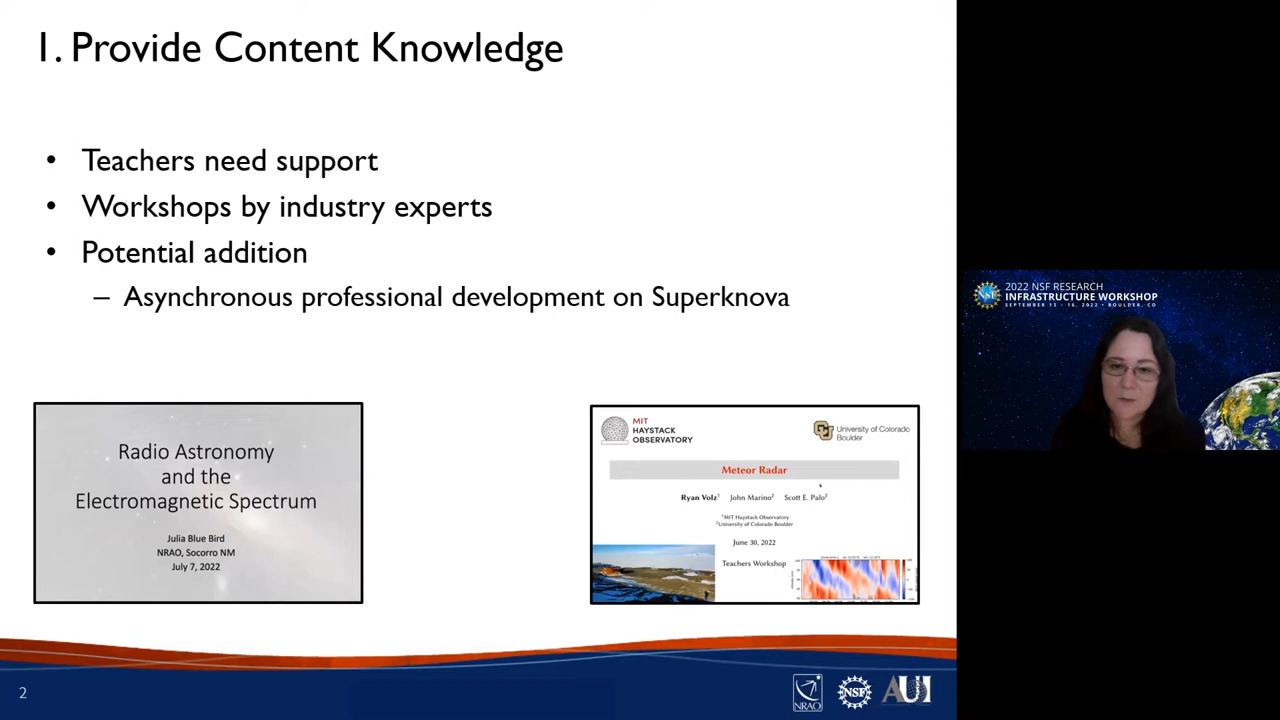 1. Provide Content Knowledge
• Teachers need support
• Workshops by industry experts
• Potential addition
– Asynchronous professional development on Superknova
Radio Astronomy
and the
Electromagnetic Spectrum
Julia Blue Bird
NRAO, Socorro NM
July 7, 2022
MIT
HAYSTACK
OBSERVATORY
University of Colorado
Boulder
Meteor Radar
Ryan Volz¹ John Marino² Scott E. Palo²
¹MIT Haystack Observatory
²University of Colorado Boulder
June 30, 2022
Teachers Workshop
2
NRAO
NSF
AUI
NSF
2022 NSF RESEARCH
INFRASTRUCTURE WORKSHOP
SEPTEMBER 13 - 16, 2022 • BOULDER, CO